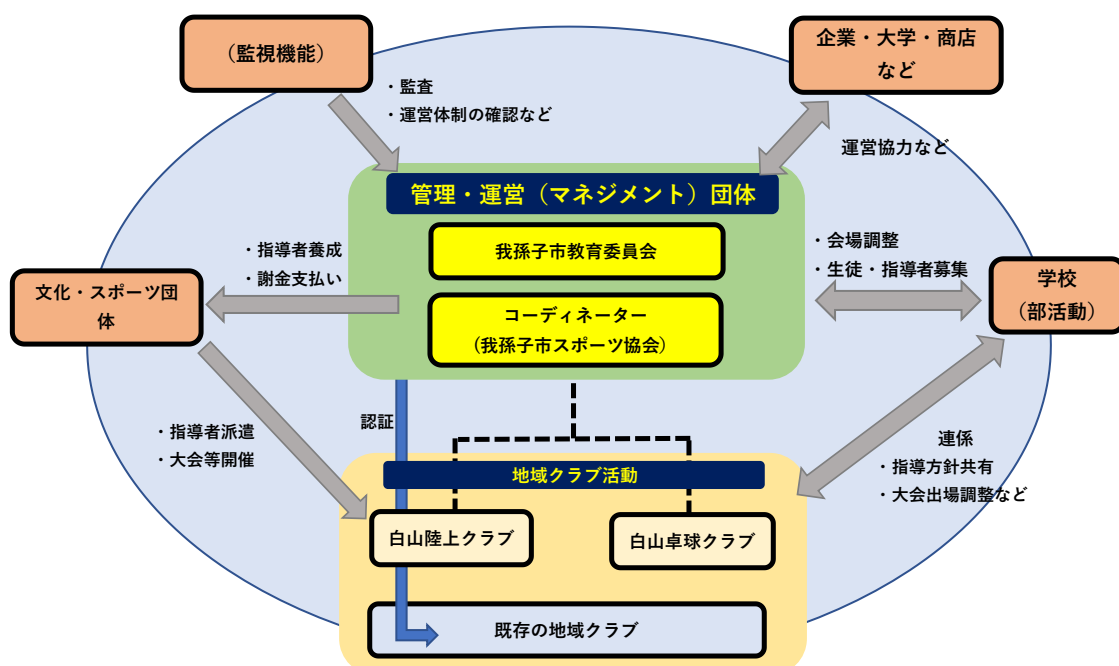 （監視機能）
企業・大学・商店
など
・監査
・運営体制の確認など
運営協力など
管理・運営（マネジメント）団体
我孫子市教育委員会
・指導者養成
・謝金支払い
・会場調整
・生徒・指導者募集
文化・スポーツ団
体
コーディネーター
(我孫子市スポーツ協会）
学校
（部活動）
認証
・指導者派遣
・大会等開催
連係
・指導方針共有
・大会出場調整など
地域クラブ活動
白山陸上クラブ
白山卓球クラブ
既存の地域クラブ